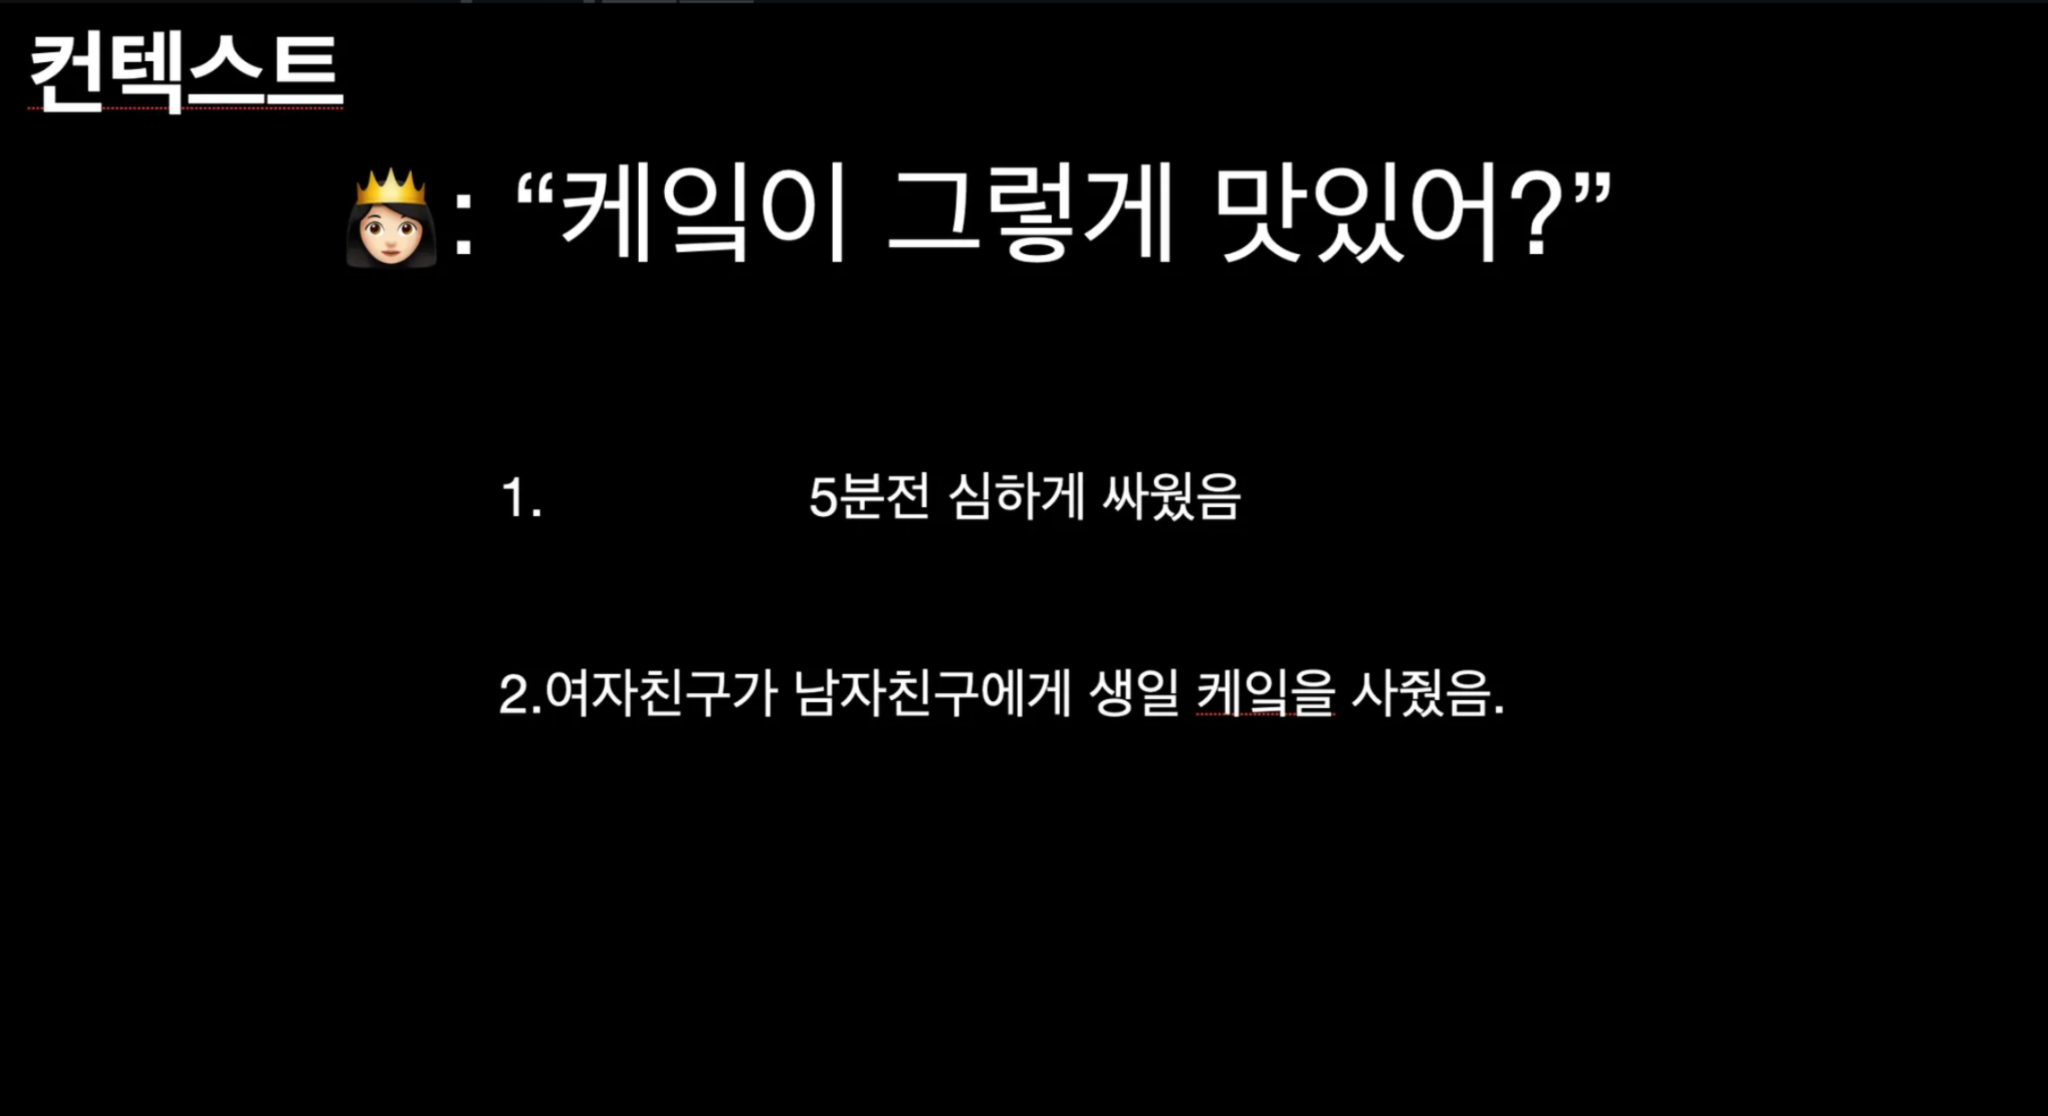 컨텍스트
: “케잌이 그렇게 맛있어?”
1. 5분전 심하게 싸웠음
2.여자친구가 남자친구에게 생일 케잌을 사줬음.